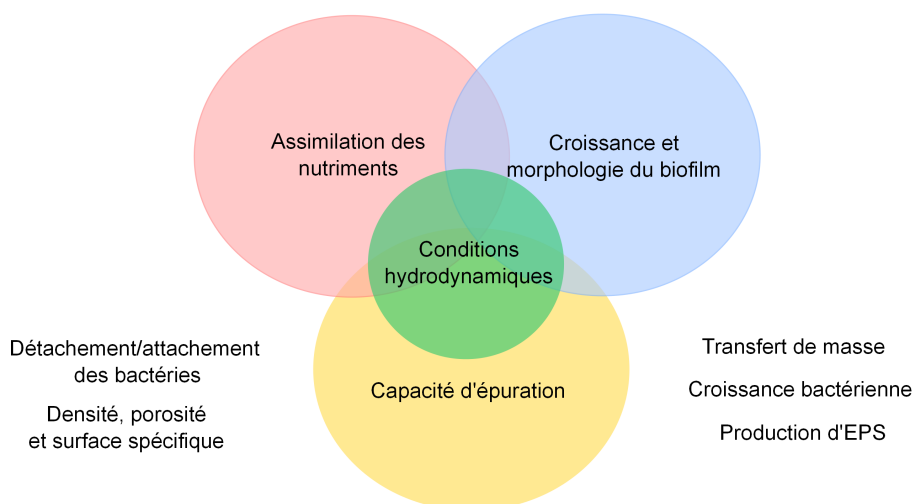 Assimilation des
nutriments
Croissance et
morphologie du biofilm
Conditions
hydrodynamiques
Capacité d'épuration
Détachement/attachement
des bactéries
Densité, porosité
et surface spécifique
Transfert de masse
Croissance bactérienne
Production d'EPS